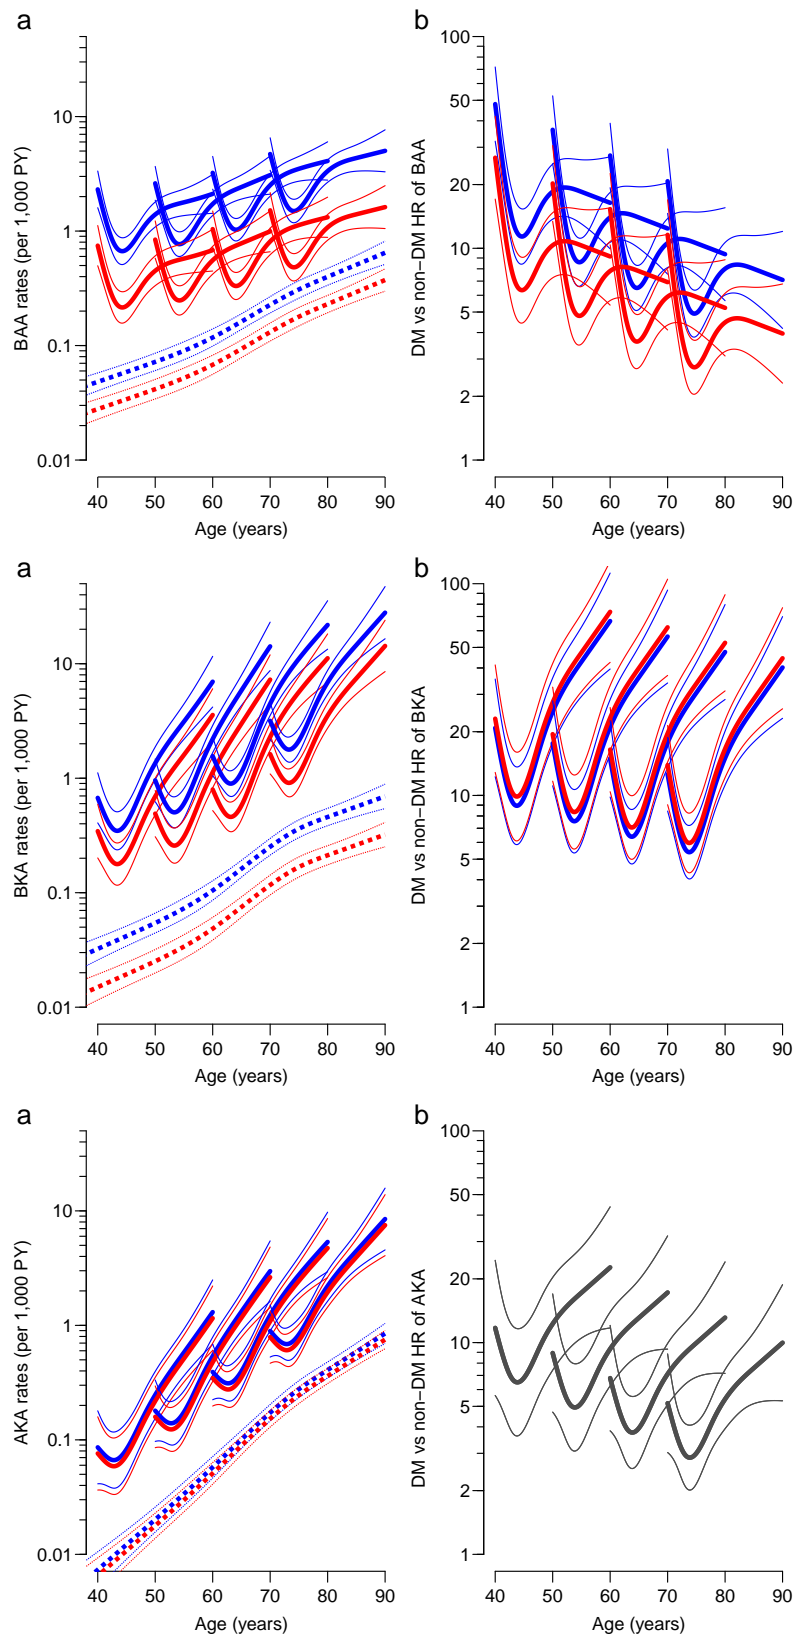 a
BAA rates (per 1,000 PY)
10
1
0.1
0.01
40 50 60 70 80 90
Age (years)
b
DM vs non−DM HR of BAA
100
50
20
10
5
2
1
40 50 60 70 80 90
Age (years)
a
BKA rates (per 1,000 PY)
10
1
0.1
0.01
40 50 60 70 80 90
Age (years)
b
DM vs non−DM HR of BKA
100
50
20
10
5
2
1
40 50 60 70 80 90
Age (years)
a
AKA rates (per 1,000 PY)
10
1
0.1
0.01
40 50 60 70 80 90
Age (years)
b
DM vs non−DM HR of AKA
100
50
20
10
5
2
1
40 50 60 70 80 90
Age (years)